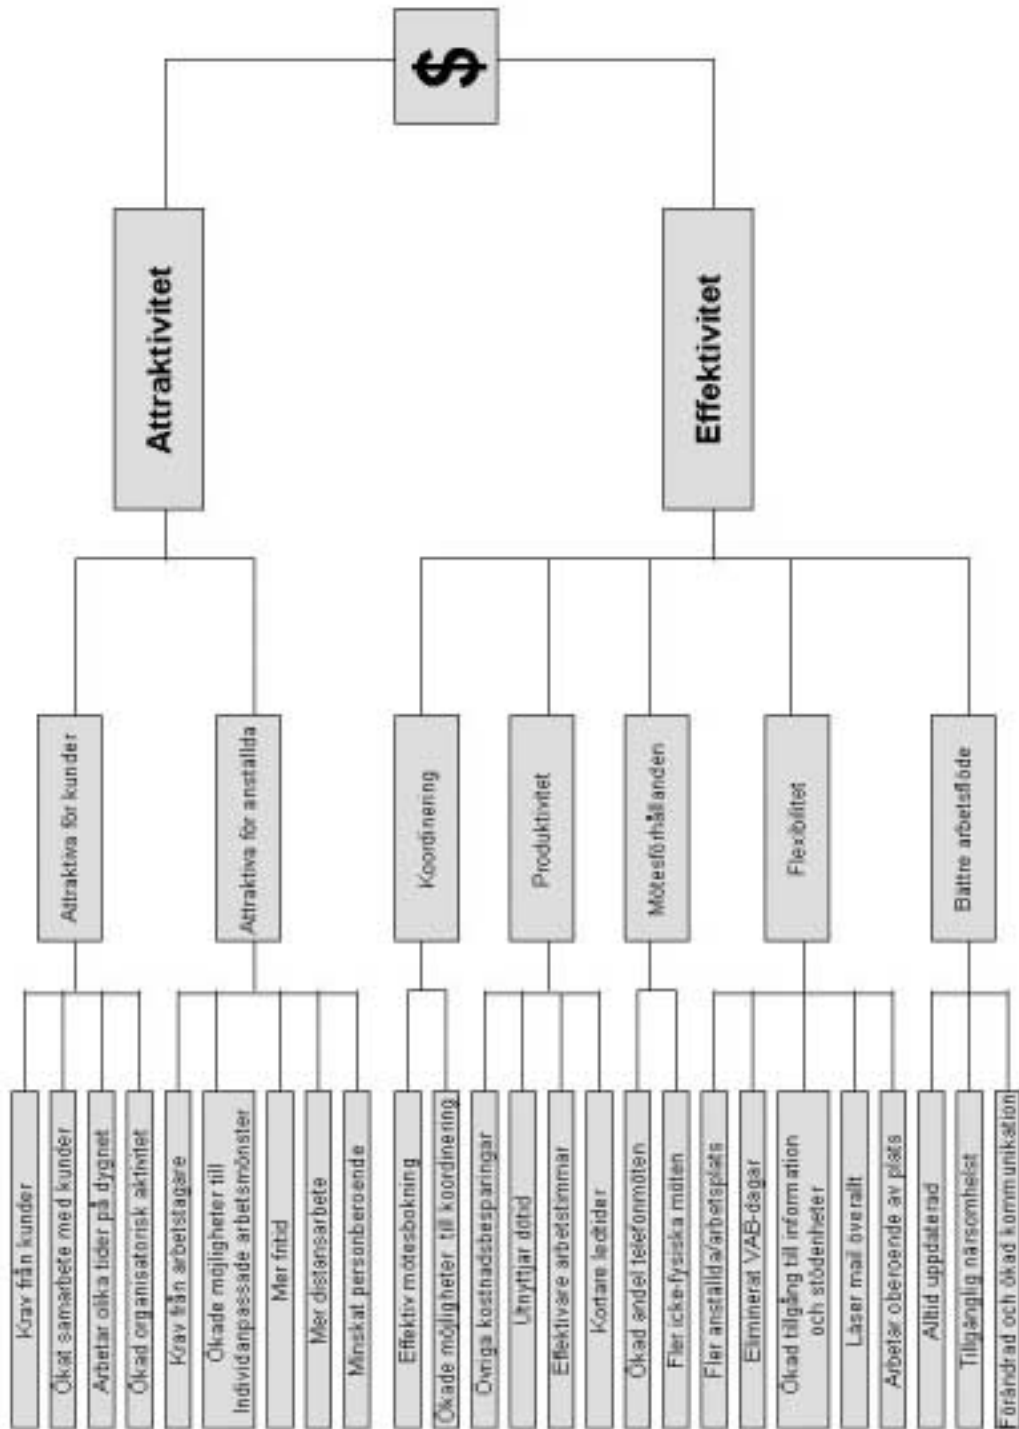 $
Attraktivitet
Effektivitet
Attraktiva för kunder
Attraktiva för anställda
Koordinering
Produktivitet
Mötesförhållanden
Flexibilitet
Bättre arbetsflöde
Krav från kunder
Ökat samarbete med kunder
Arbetar olika tider på dygnet
Ökad organisatorisk aktivitet
Krav från arbetstagare
Ökade möjligheter till
Individanpassade arbetsmönster
Mer fritid
Mer distansarbete
Minskat personberoende
Effektiv mötesbokning
Ökade möjligheter till koordinering
Övriga kostnadsbesparingar
Utnyttjar dötid
Effektivare arbetstimmar
Kortare ledtider
Ökad andel telefonmöten
Fler icke-fysiska möten
Fler anställda/arbetsplats
Eliminerat VAB-dagar
Ökad tillgång till information
och stödenheter
Läser mail överallt
Arbetar oberoende av plats
Alltid uppdaterad
Tillgänglig närsomhelst
Förändrad och ökad kommunikation